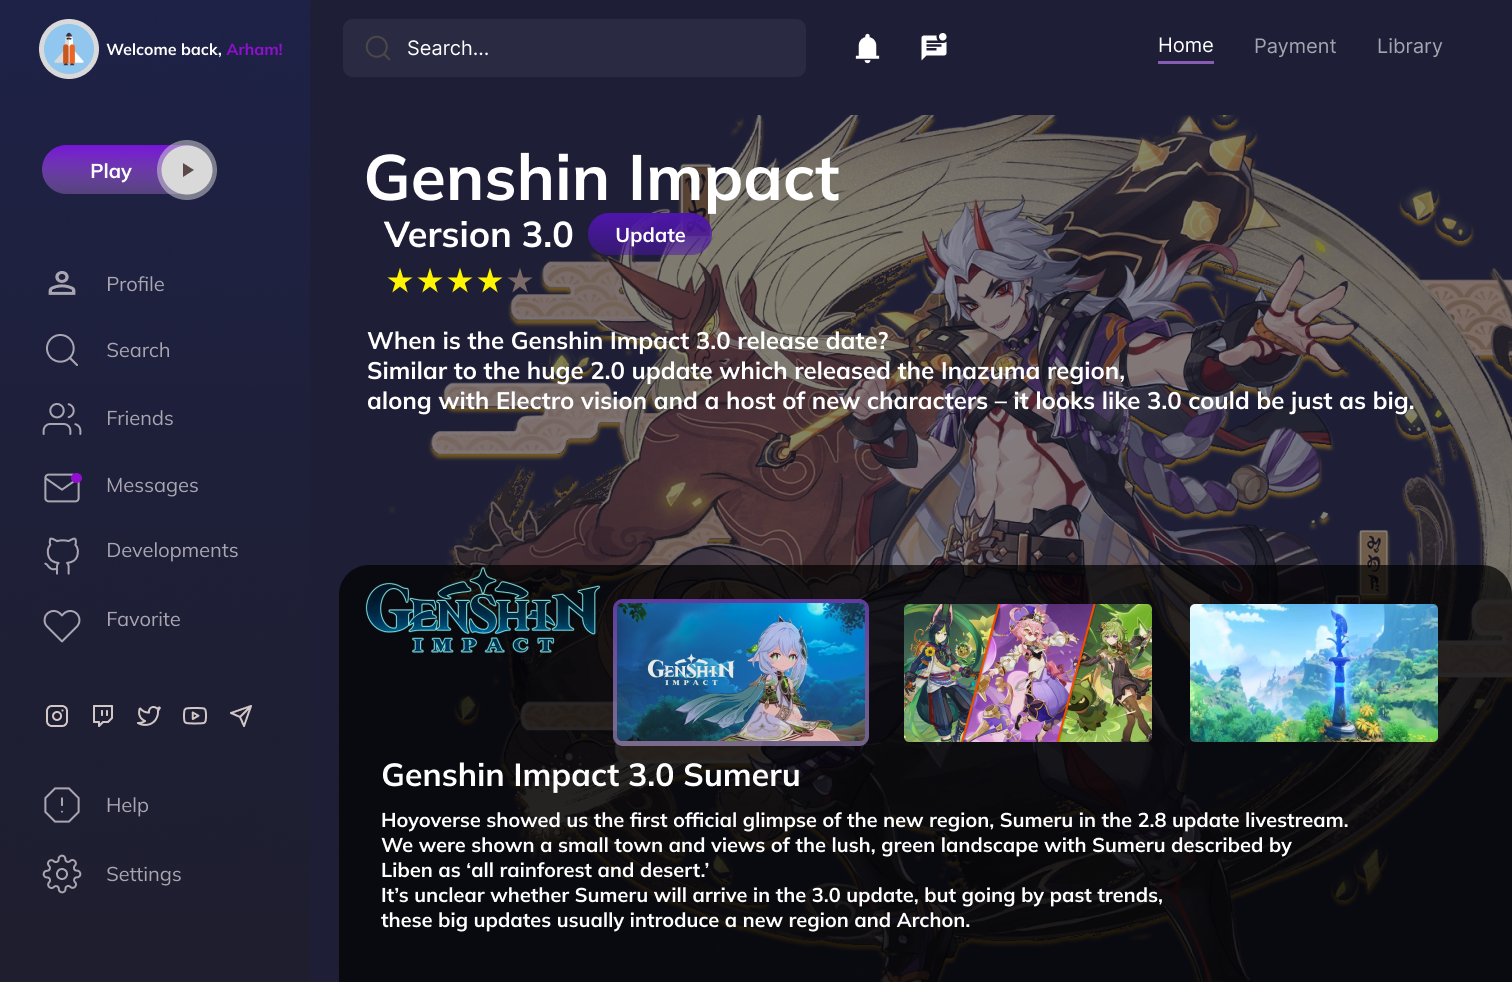 Welcome back, Arham!
Search...
Home
Payment
Library
Play
Profile
Search
Friends
Messages
Developments
Favorite
Help
Settings
Genshin Impact
Version 3.0
Update
When is the Genshin Impact 3.0 release date?
Similar to the huge 2.0 update which released the Inazuma region,
along with Electro vision and a host of new characters – it looks like 3.0 could be just as big.
GENSHIN
IMPACT
GENSHIN
IMPACT
Genshin Impact 3.0 Sumeru
Hoyoverse showed us the first official glimpse of the new region, Sumeru in the 2.8 update livestream.
We were shown a small town and views of the lush, green landscape with Sumeru described by
Liben as ‘all rainforest and desert.’
It’s unclear whether Sumeru will arrive in the 3.0 update, but going by past trends,
these big updates usually introduce a new region and Archon.